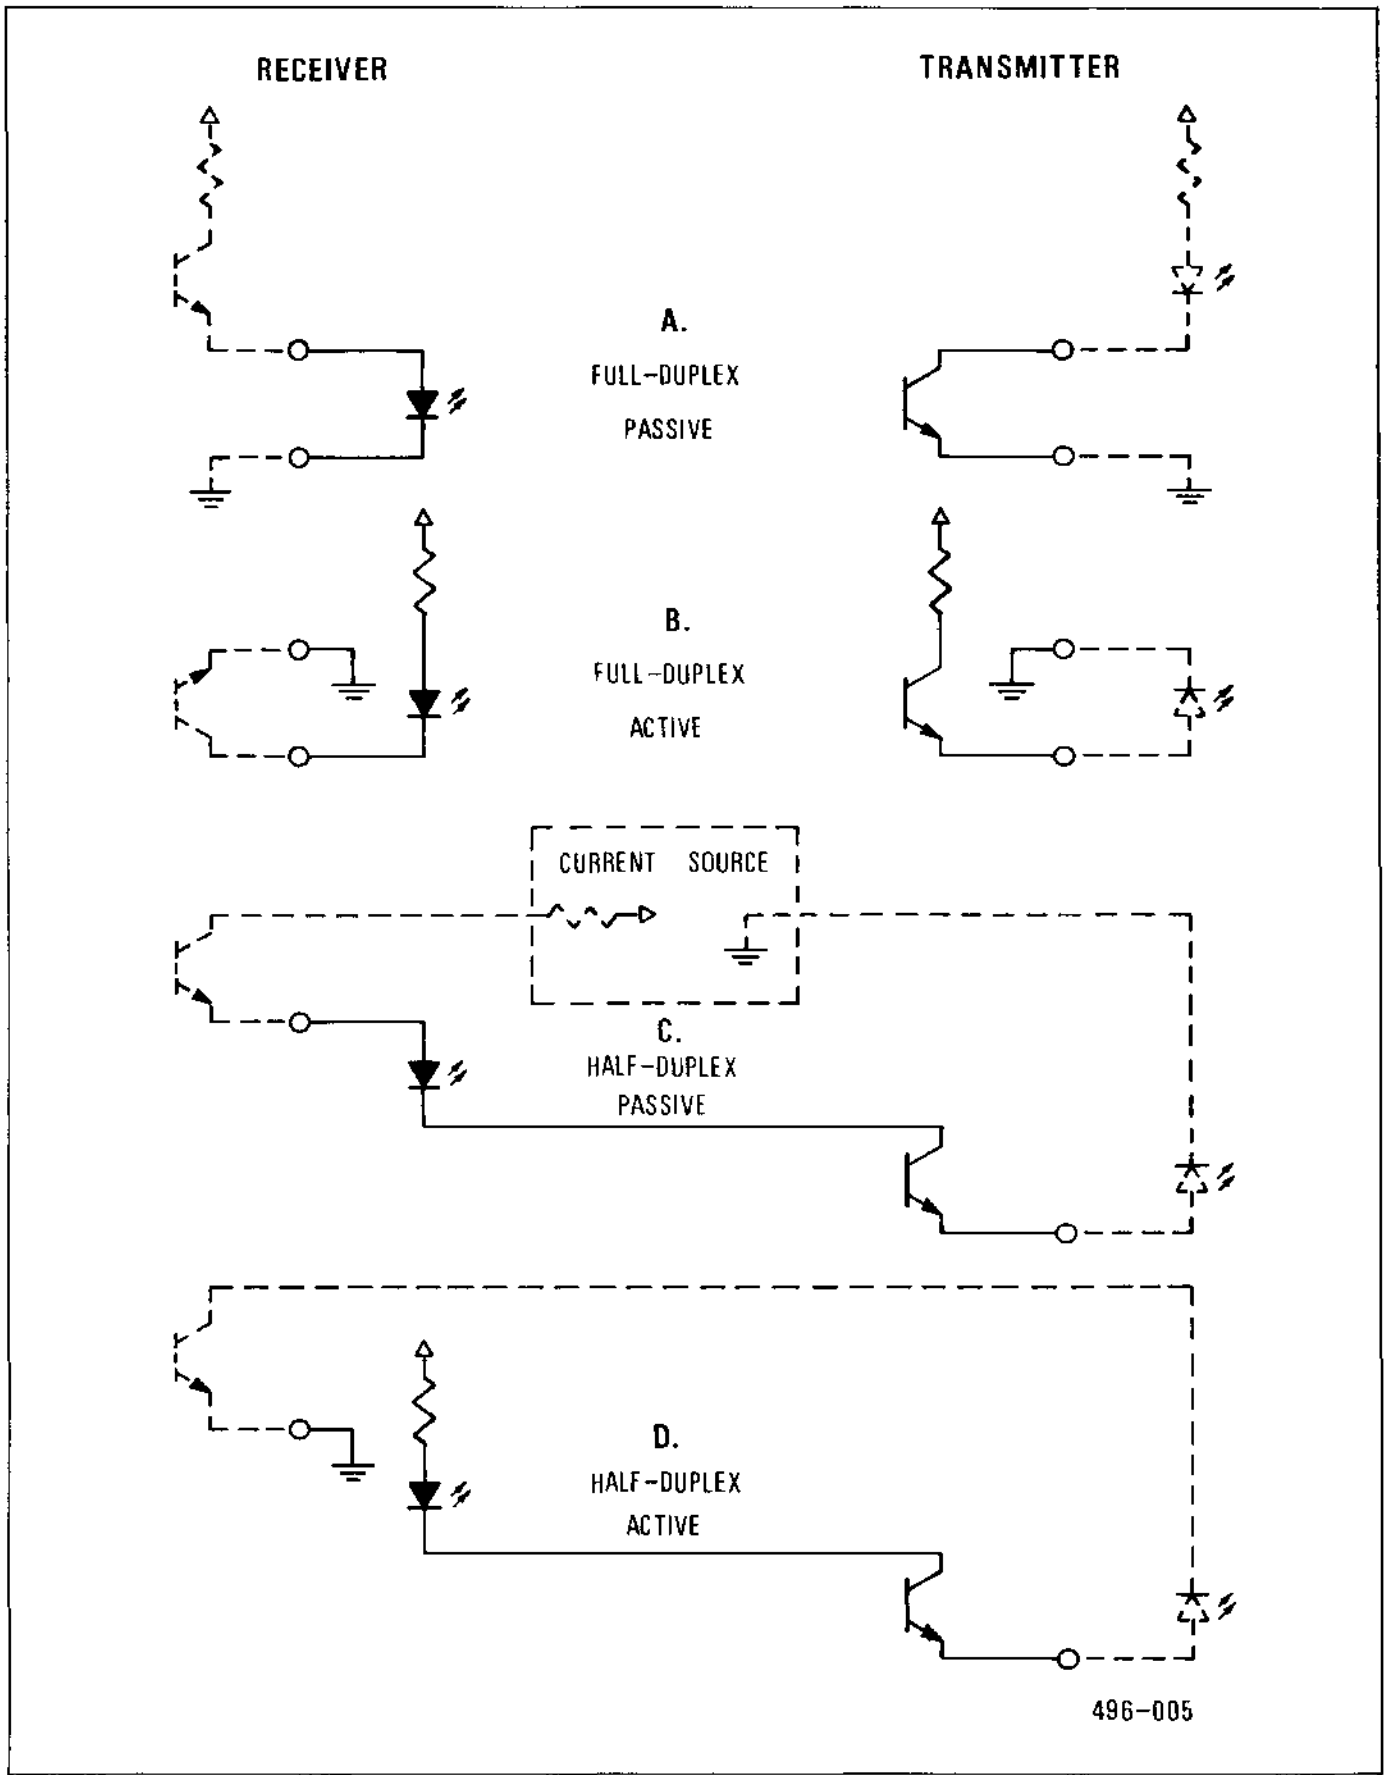 RECEIVER
TRANSMITTER
A.
FULL-DUPLEX
PASSIVE
B.
FULL-DUPLEX
ACTIVE
CURRENT SOURCE
C.
HALF-DUPLEX
PASSIVE
D.
HALF-DUPLEX
ACTIVE
496-005